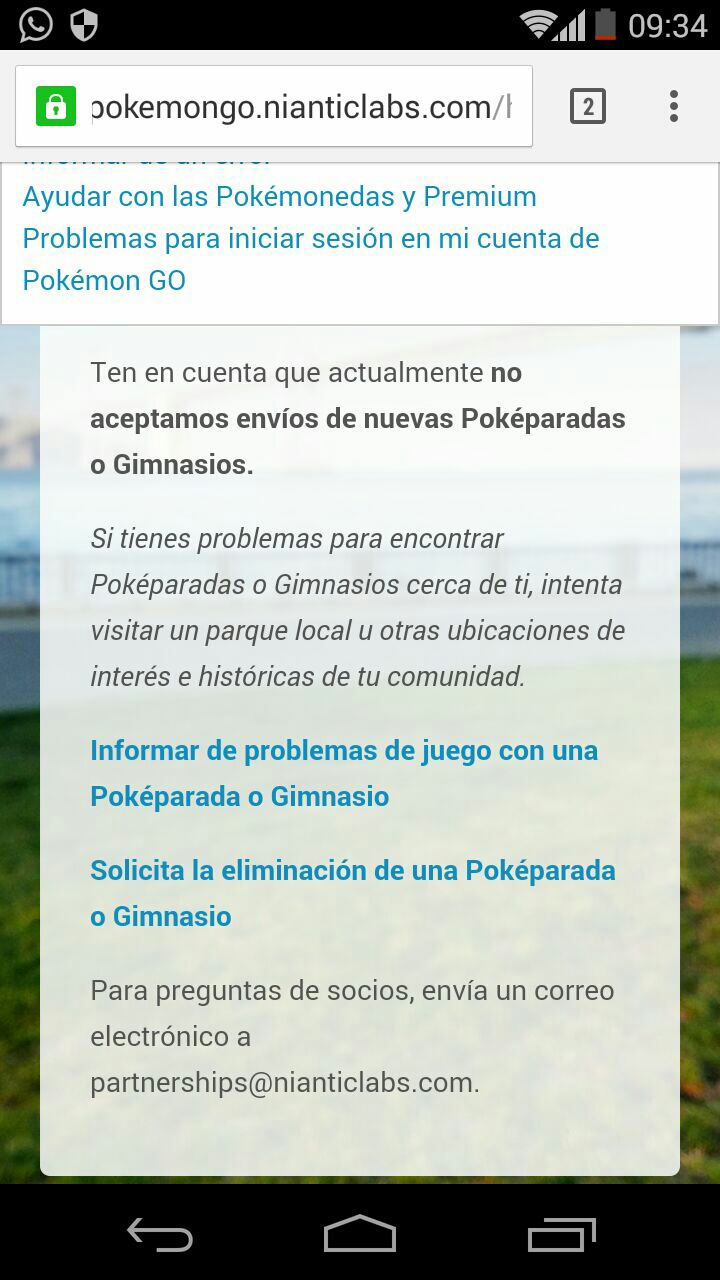 09:34
pokemongo.nianticlabs.com/
2
Ayudar con las Pokémonedas y Premium
Problemas para iniciar sesión en mi cuenta de
Pokémon GO
Ten en cuenta que actualmente no
aceptamos envíos de nuevas Poképaradas
o Gimnasios.
Si tienes problemas para encontrar
Poképaradas o Gimnasios cerca de ti, intenta
visitar un parque local u otras ubicaciones de
interés e históricas de tu comunidad.
Informar de problemas de juego con una
Poképarada o Gimnasio
Solicita la eliminación de una Poképarada
o Gimnasio
Para preguntas de socios, envía un correo
electrónico a
partnerships@nianticlabs.com.